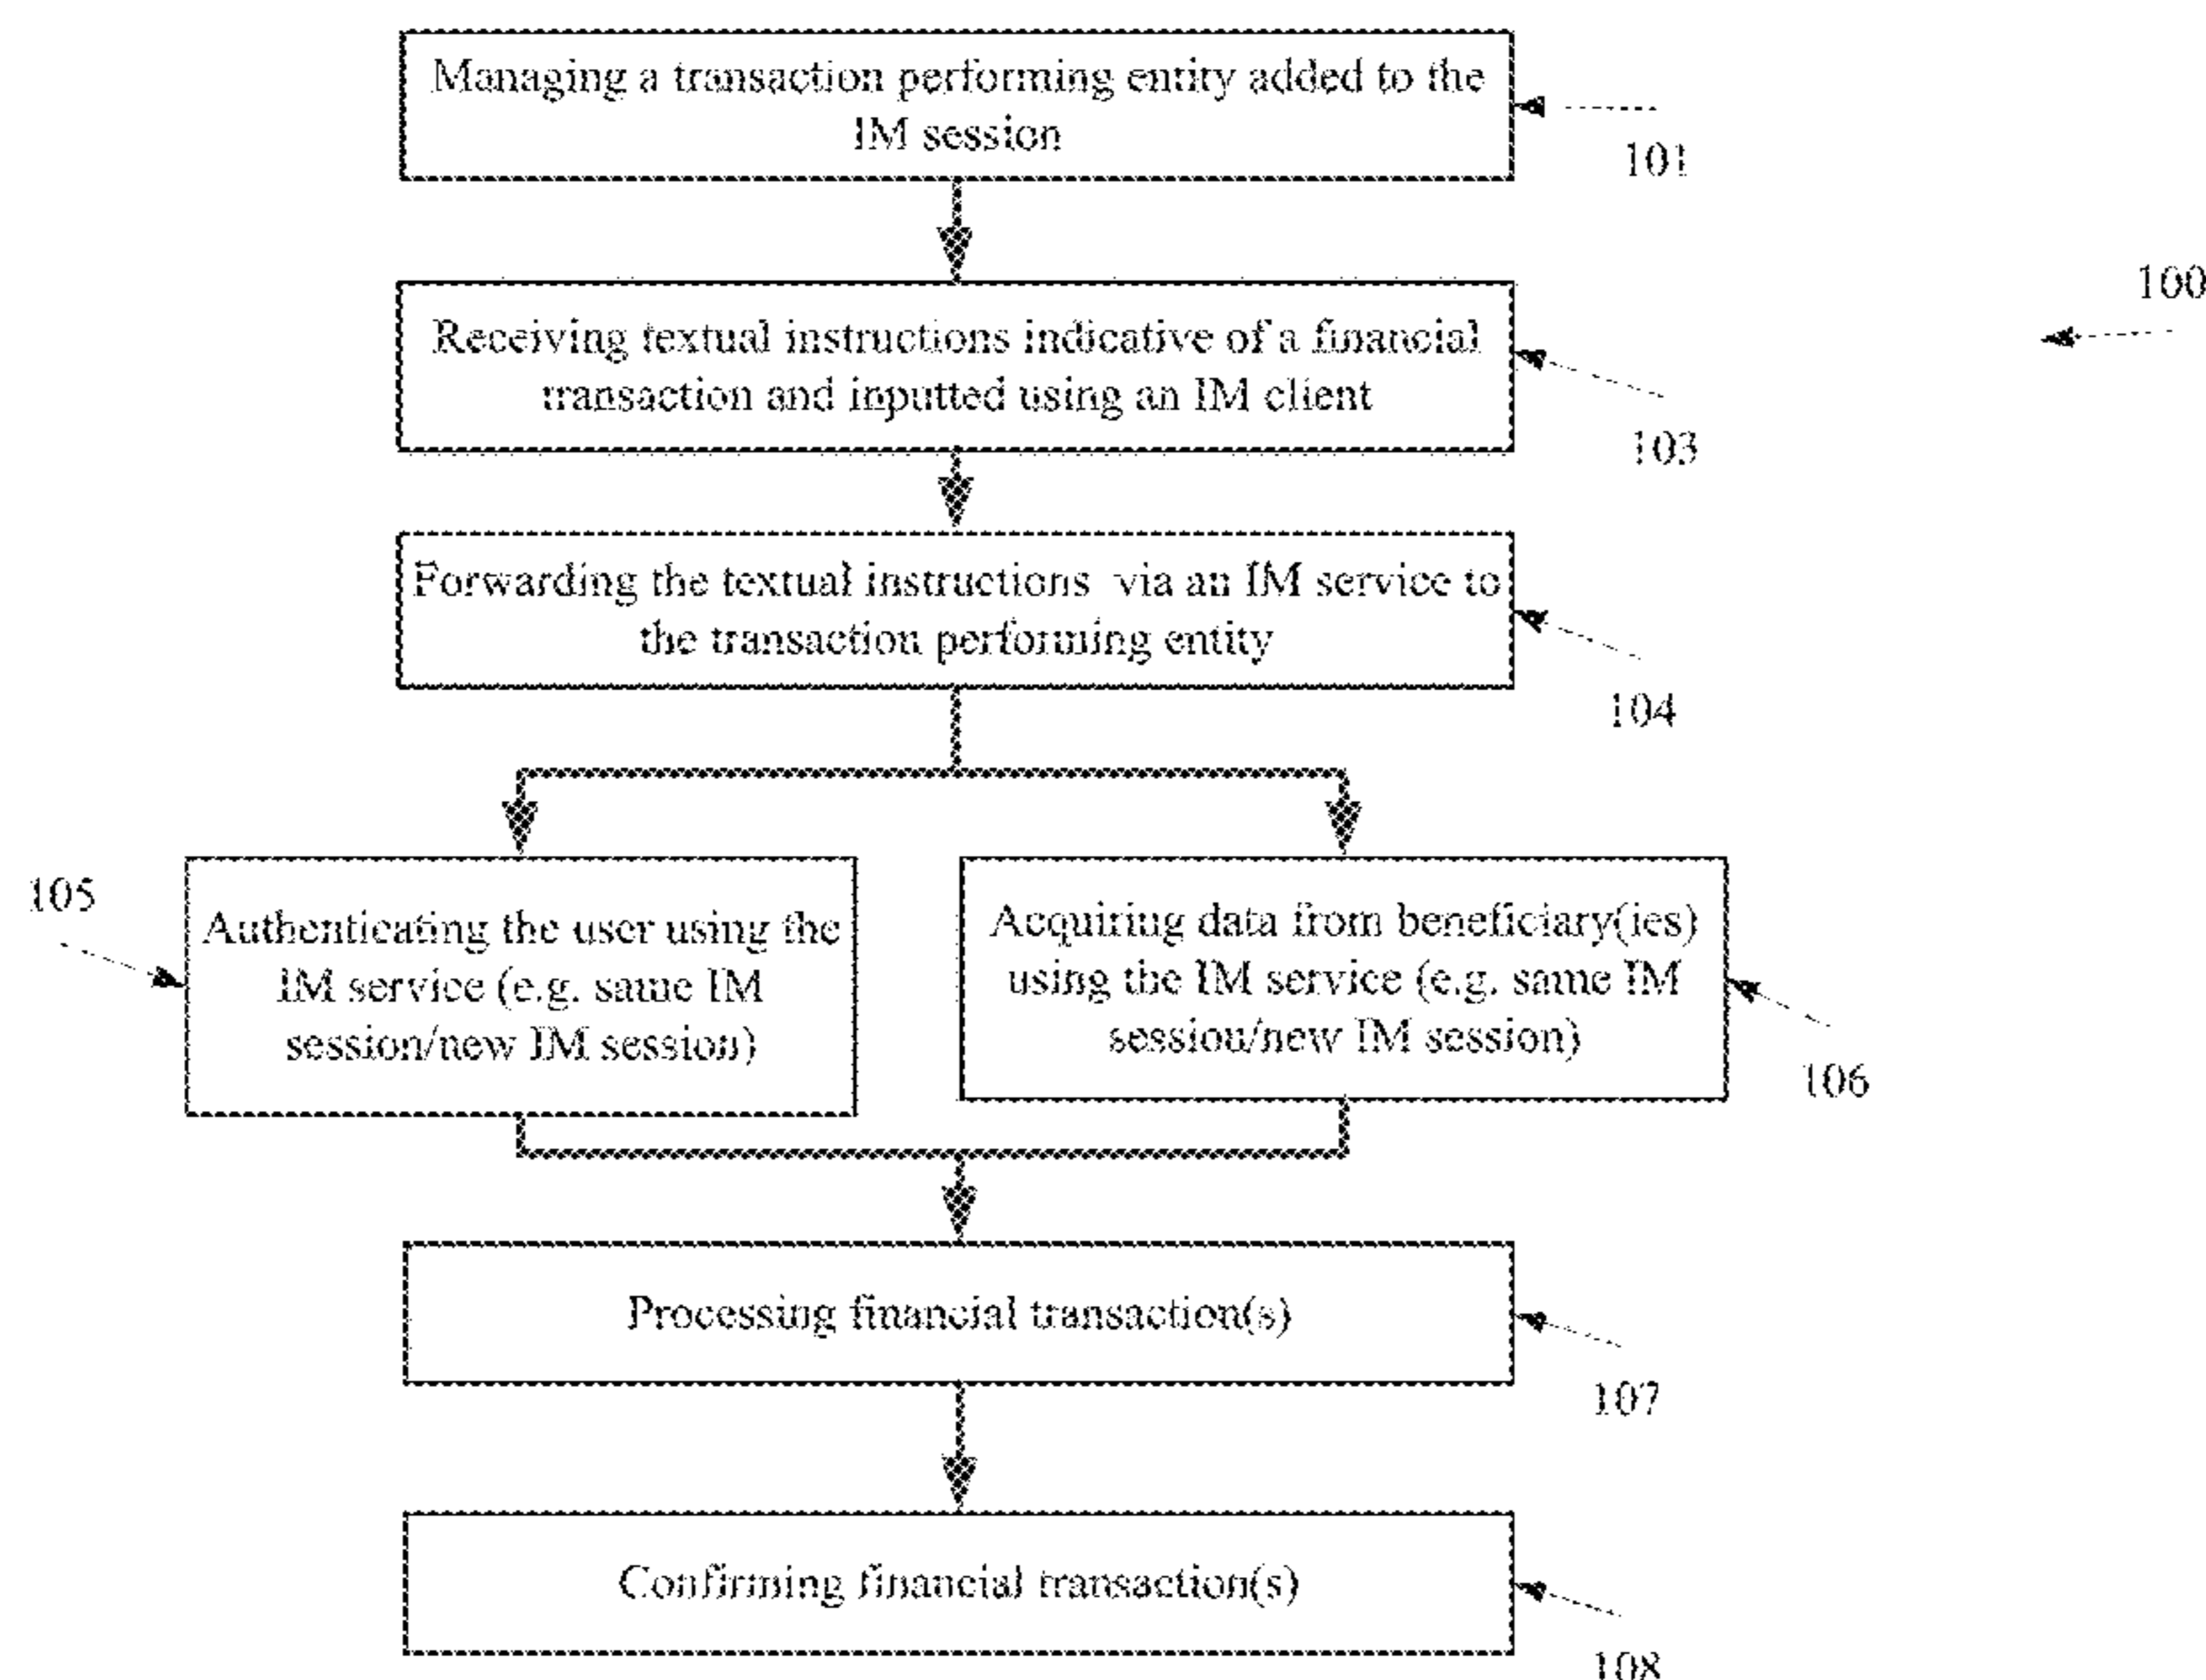 Managing a transaction performing entity added to the
IM session
101
100
Receiving textual instructions indicative of a financial
transaction and inputted using an IM client
103
Forwarding the textual instructions via an IM service to
the transaction performing entity
104
105
Authenticating the user using the
IM service (e.g. same IM
session/new IM session)
Acquiring data from beneficiary(ies)
using the IM service (e.g. same IM
session/new IM session)
106
Processing financial transaction(s)
107
Confirming financial transaction(s)
108